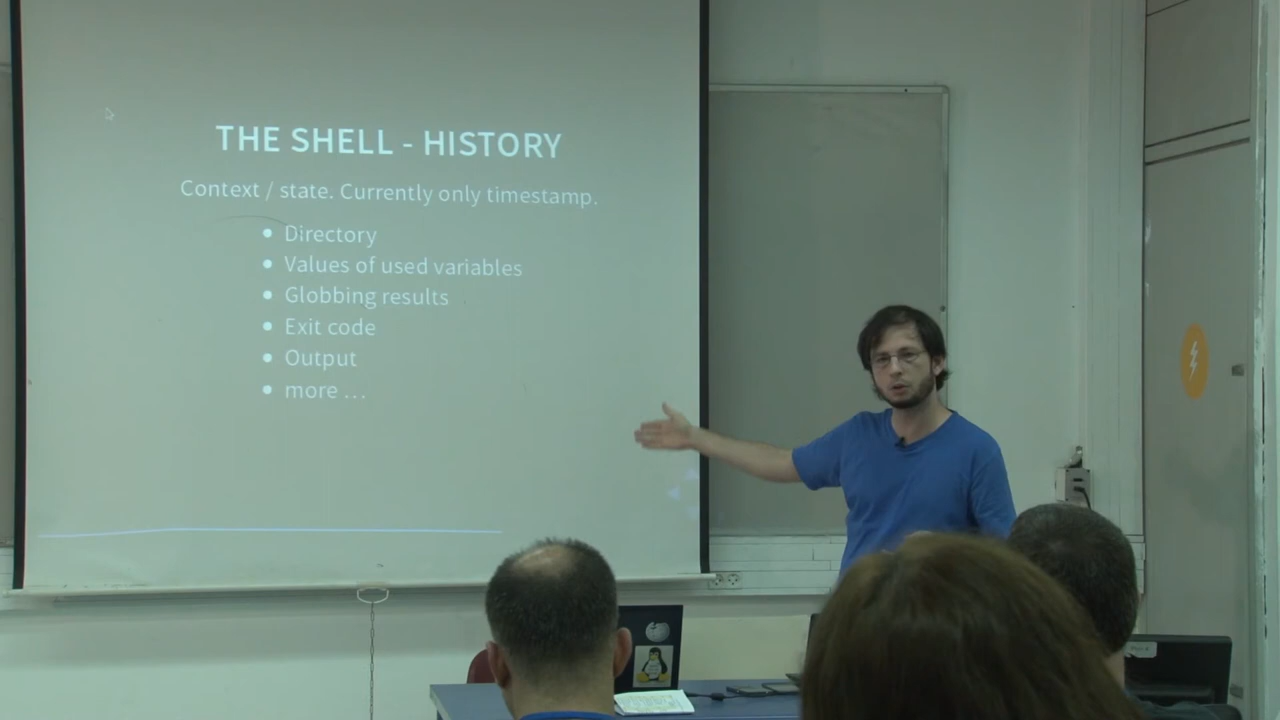 THE SHELL - HISTORY
Context / state. Currently only timestamp.
• Directory
• Values of used variables
• Globbing results
• Exit code
• Output
• more ...